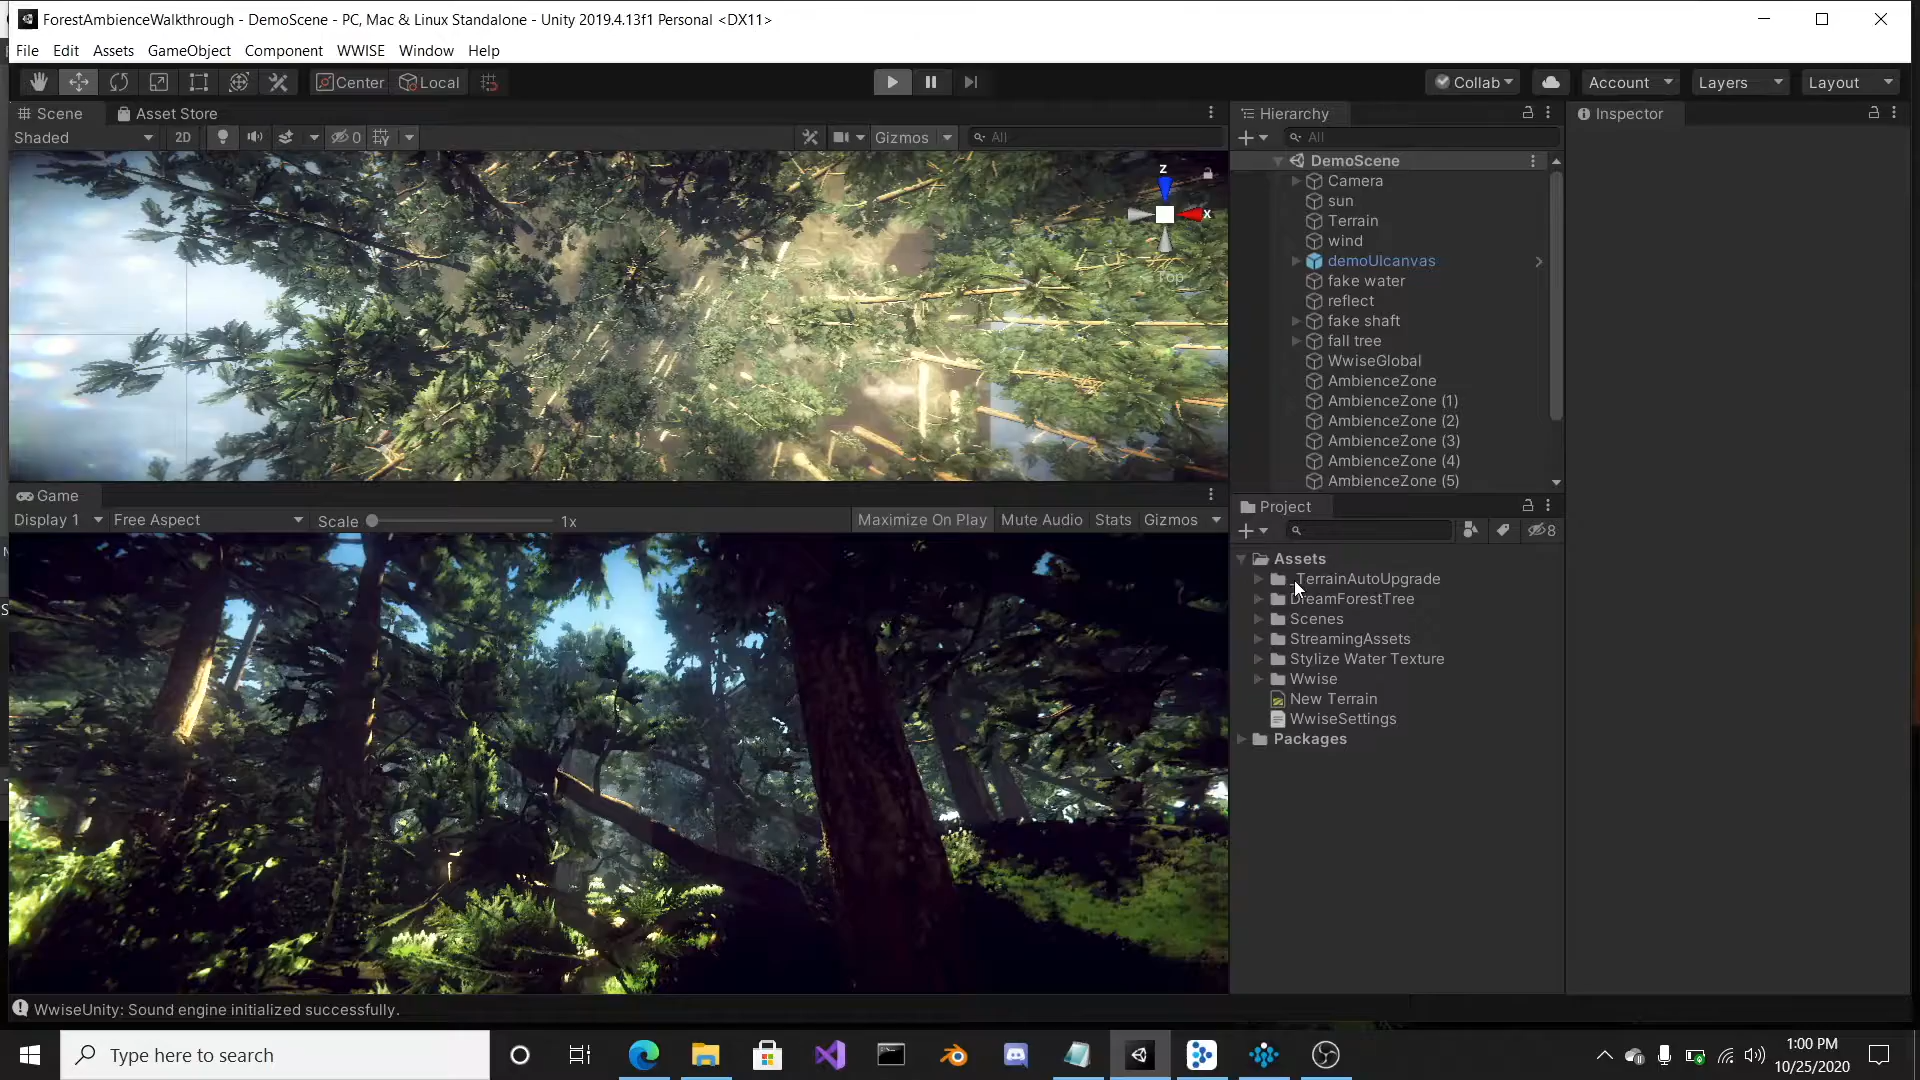 ForestAmbienceWalkthrough - DemoScene - PC, Mac & Linux Standalone - Unity 2019.4.13f1 Personal <DX11>
File Edit Assets GameObject Component WWISE Window Help
Center Local Collab Account Layers Layout
Scene Asset Store
Shaded 2D 0 Gizmos All
z
x
Top
Game
Display 1 Free Aspect Scale 1x Maximize On Play Mute Audio Stats Gizmos
Hierarchy
All
DemoScene
Camera
sun
Terrain
wind
demoUIcanvas
fake water
reflect
fake shaft
fall tree
WwiseGlobal
AmbienceZone
AmbienceZone (1)
AmbienceZone (2)
AmbienceZone (3)
AmbienceZone (4)
AmbienceZone (5)
Project
8
Assets
_TerrainAutoUpgrade
DreamForestTree
Scenes
StreamingAssets
Stylize Water Texture
Wwise
New Terrain
WwiseSettings
Packages
Inspector
WwiseUnity: Sound engine initialized successfully.
Type here to search
1:00 PM
10/25/2020